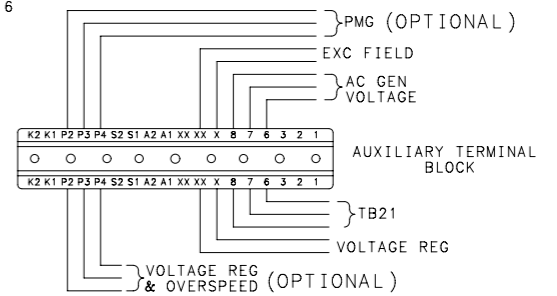 6
PMG (OPTIONAL)
EXC FIELD
AC GEN
VOLTAGE
K2 K1 P2 P3 P4 S2 S1 A2 A1 XX XX X 8 7 6 3 2 1
AUXILIARY TERMINAL
BLOCK
K2 K1 P2 P3 P4 S2 S1 A2 A1 XX XX X 8 7 6 3 2 1
TB21
VOLTAGE REG
VOLTAGE REG
& OVERSPEED (OPTIONAL)